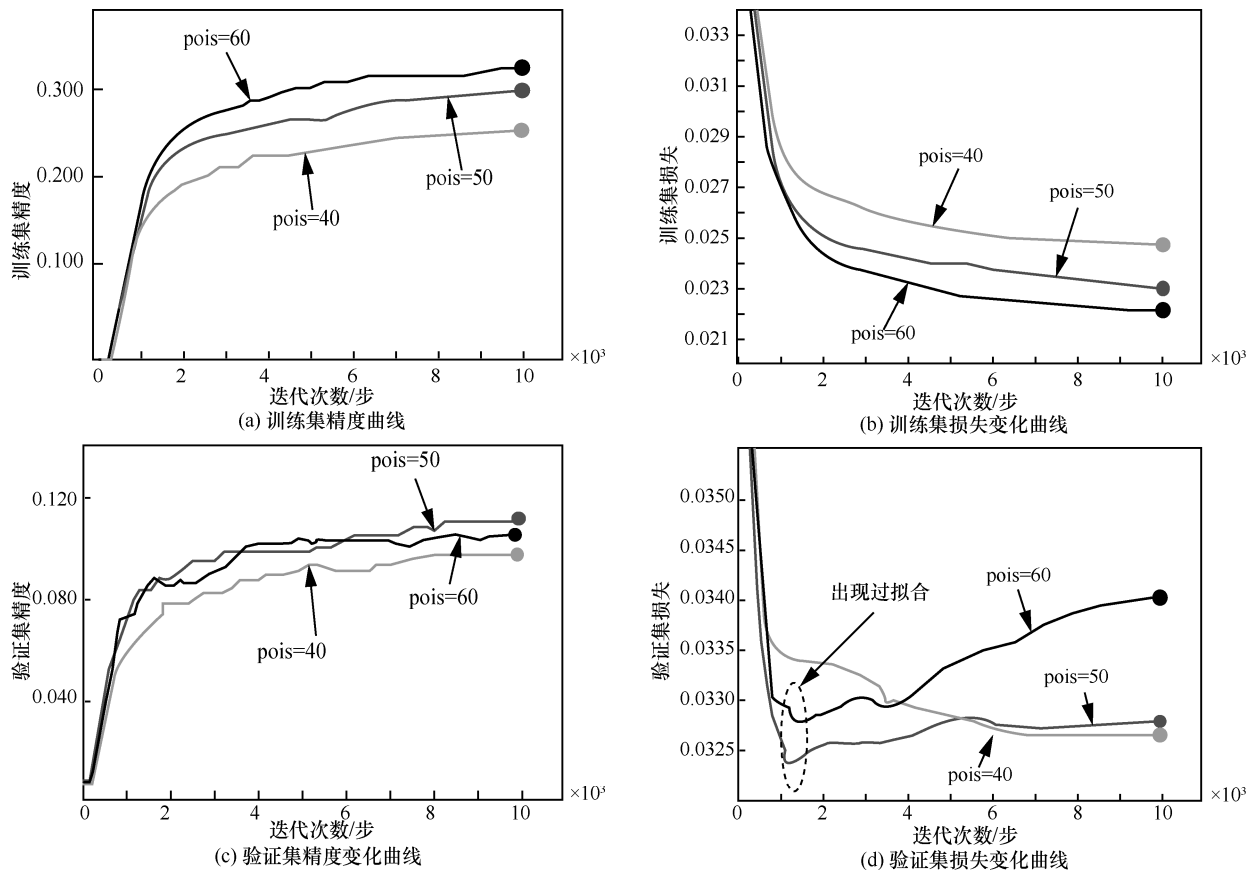 pois=60
0.300
0.200
0.100
pois=50
pois=40
训练集精度
0
2
4
6
8
10
×10³
迭代次数/步
(a) 训练集精度曲线
0.033
0.031
0.029
0.027
0.025
0.023
0.021
pois=40
pois=50
pois=60
训练集损失
0
2
4
6
8
10
×10³
迭代次数/步
(b) 训练集损失变化曲线
pois=50
0.120
0.080
0.040
pois=60
pois=40
验证集精度
0
2
4
6
8
10
×10³
迭代次数/步
(c) 验证集精度变化曲线
0.0350
0.0345
0.0340
0.0335
0.0330
0.0325
pois=60
出现过拟合
pois=50
pois=40
验证集损失
0
2
4
6
8
10
×10³
迭代次数/步
(d) 验证集损失变化曲线